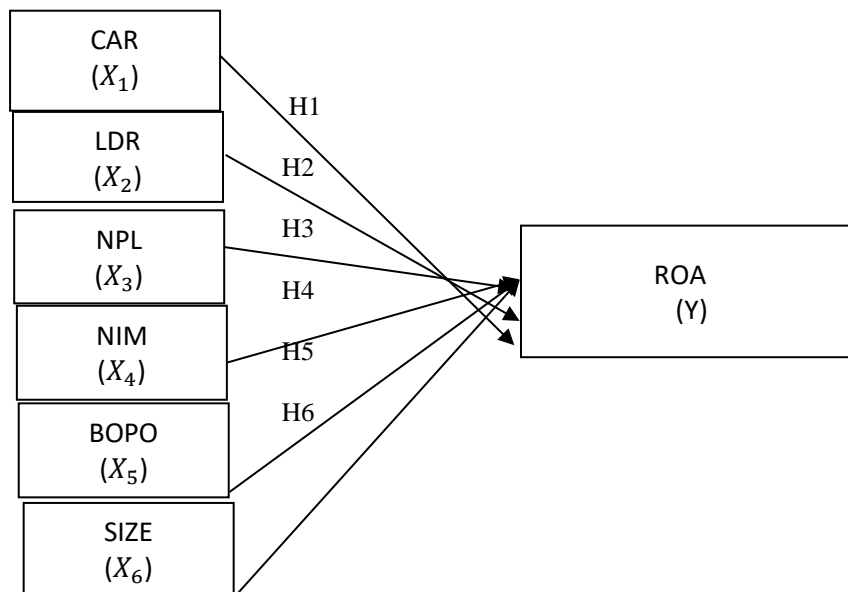 CAR
(𝑋1)
H1
LDR
(𝑋2)
H2
NPL
(𝑋3)
H3
H4
NIM
(𝑋4)
H5
BOPO
(𝑋5)
H6
SIZE
(𝑋6)
ROA
(Y)